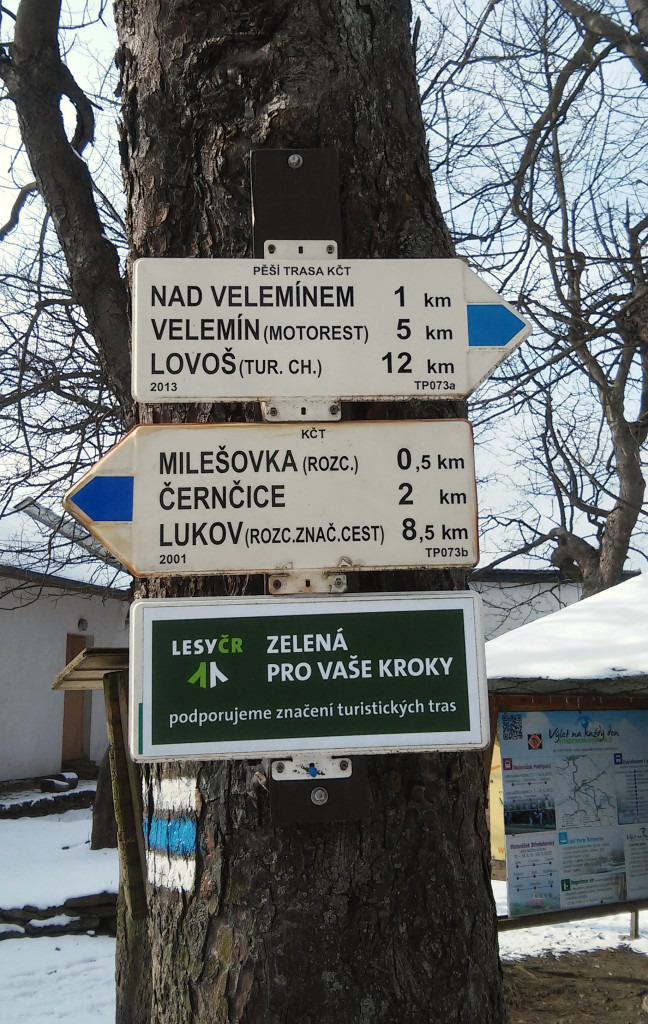 PĚŠÍ TRASA KČT
NAD VELEMÍNEM 1 km
VELEMÍN (MOTOREST) 5 km
LOVOŠ (TUR. CH.) 12 km
2013 TP073a
KČT
MILEŠOVKA (ROZC.) 0,5 km
ČERNČICE 2 km
LUKOV (ROZC.ZNAČ.CEST) 8,5 km
2001 TP073b
LESYČR ZELENÁ
PRO VAŠE KROKY
podporujeme značení turistických tras
Výlet na každý den